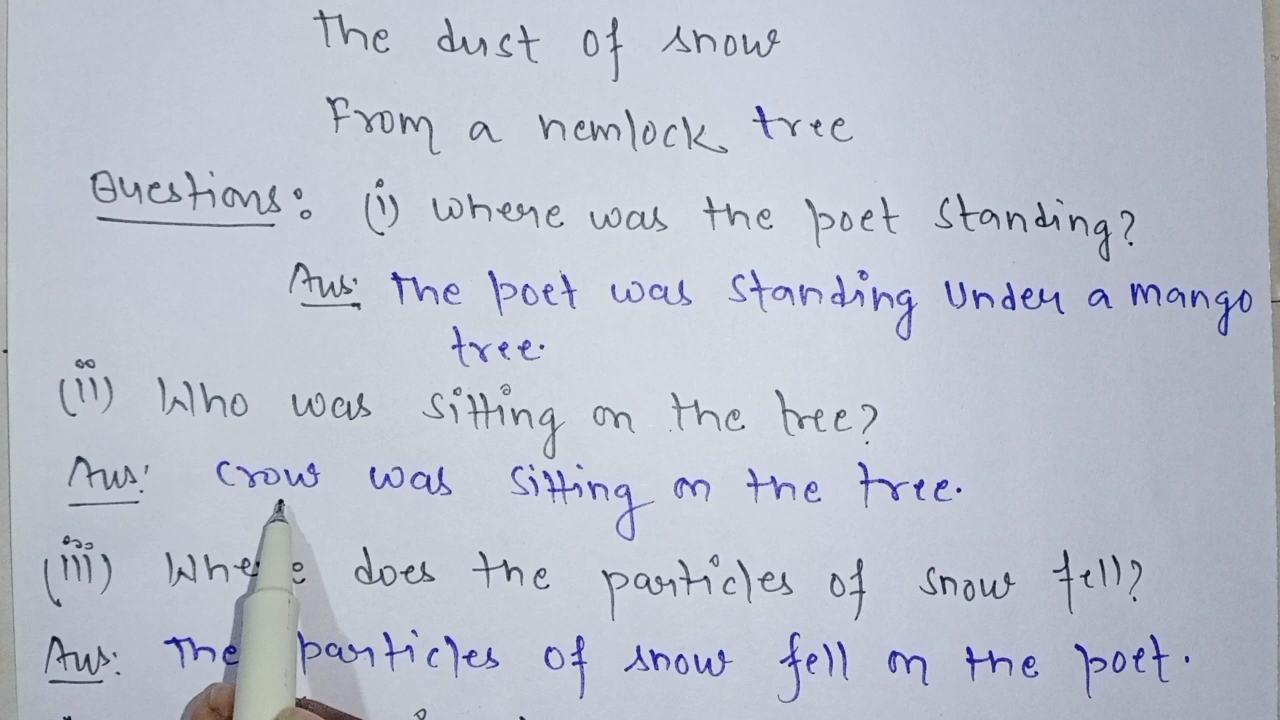 The dust of snow
From a hemlock tree
Questions: (i) Where was the poet standing?
Ans: The poet was standing under a mango
tree.
(ii) Who was sitting on the tree?
Ans: Crow was sitting on the tree.
(iii) Where does the particles of snow fell?
Ans: The particles of snow fell on the poet.